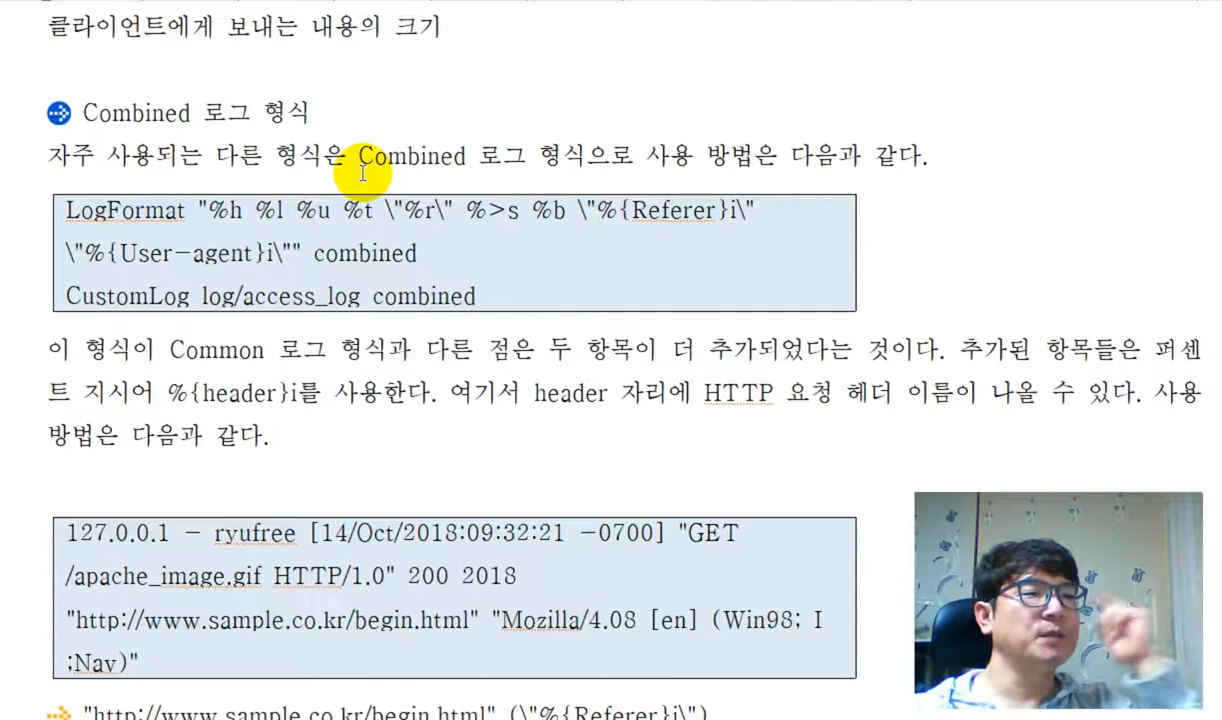 클라이언트에게 보내는 내용의 크기
Combined 로그 형식
자주 사용되는 다른 형식은 Combined 로그 형식으로 사용 방법은 다음과 같다.
LogFormat "%h %l %u %t \"%r\" %>s %b \"%{Referer}i\"
\"%{User-agent}i\"" combined
CustomLog log/access_log combined
이 형식이 Common 로그 형식과 다른 점은 두 항목이 더 추가되었다는 것이다. 추가된 항목들은 퍼센
트 지시어 %{header}i를 사용한다. 여기서 header 자리에 HTTP 요청 헤더 이름이 나올 수 있다. 사용
방법은 다음과 같다.
127.0.0.1 - ryufree [14/Oct/2018:09:32:21 -0700] "GET
/apache_image.gif HTTP/1.0" 200 2018
"http://www.sample.co.kr/begin.html" "Mozilla/4.08 [en] (Win98; I
;Nav)"
"http://www.sample.co.kr/begin.html" (\"%{Referer}i\")